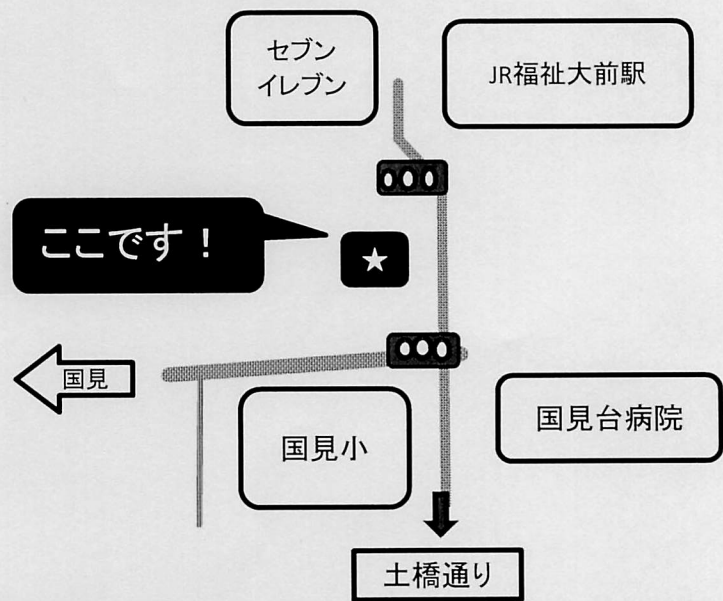 セブン
イレブン
JR福祉大前駅
ここです！
★
国見
国見小
国見台病院
土橋通り